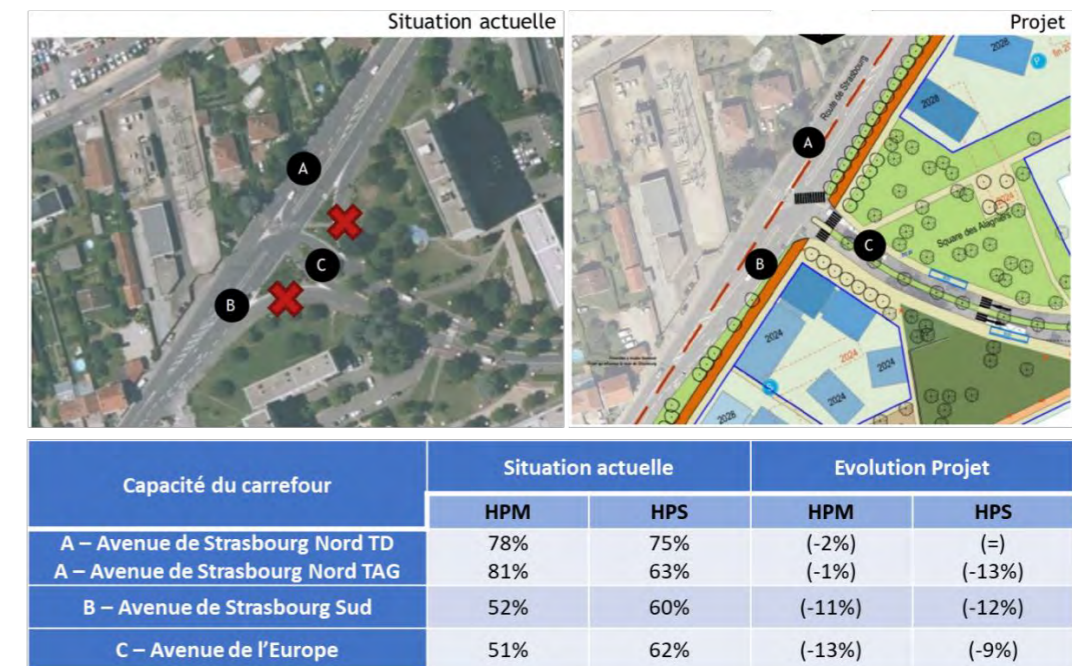 Situation actuelle
A
C
B
Projet
Route de Strasbourg
2028
2028
P
A
2024
Square des Alagniers
C
B
2024
2024
2024
2024
2028
Capacité du carrefour
Situation actuelle
Evolution Projet
HPM HPS HPM HPS
A – Avenue de Strasbourg Nord TD 78% 75% (-2%) (=)
A – Avenue de Strasbourg Nord TAG 81% 63% (-1%) (-13%)
B – Avenue de Strasbourg Sud 52% 60% (-11%) (-12%)
C – Avenue de l’Europe 51% 62% (-13%) (-9%)